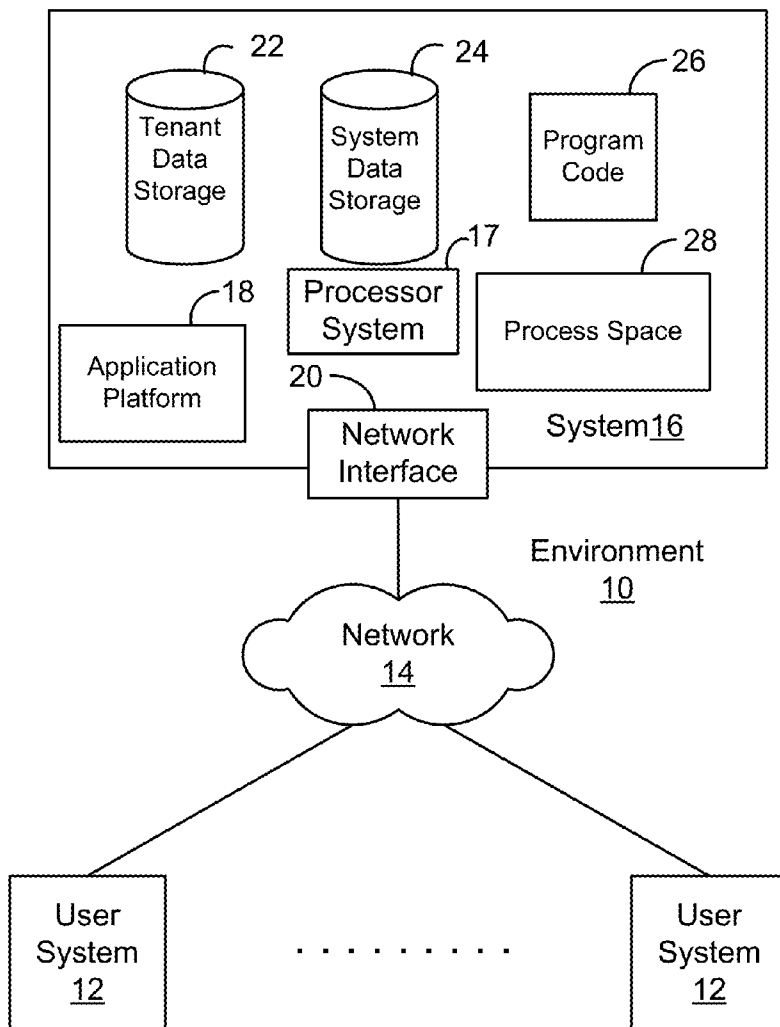 22
24
26
Tenant
Data
Storage
System
Data
Storage
Program
Code
17
28
18
Processor
System
Process Space
Application
Platform
20
System16
Network
Interface
Environment
10
Network
14
User
System
12
. . . . . . . . .
User
System
12